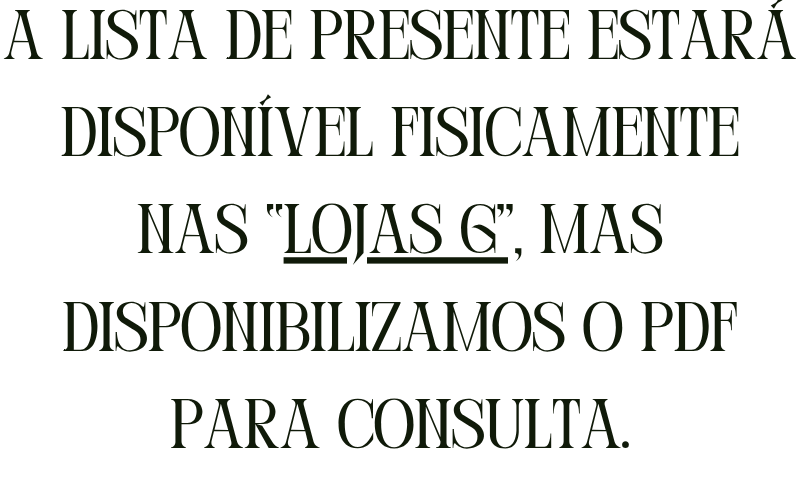 A LISTA DE PRESENTE ESTARÁ
DISPONÍVEL FISICAMENTE
NAS “LOJAS G”, MAS
DISPONIBILIZAMOS O PDF
PARA CONSULTA.